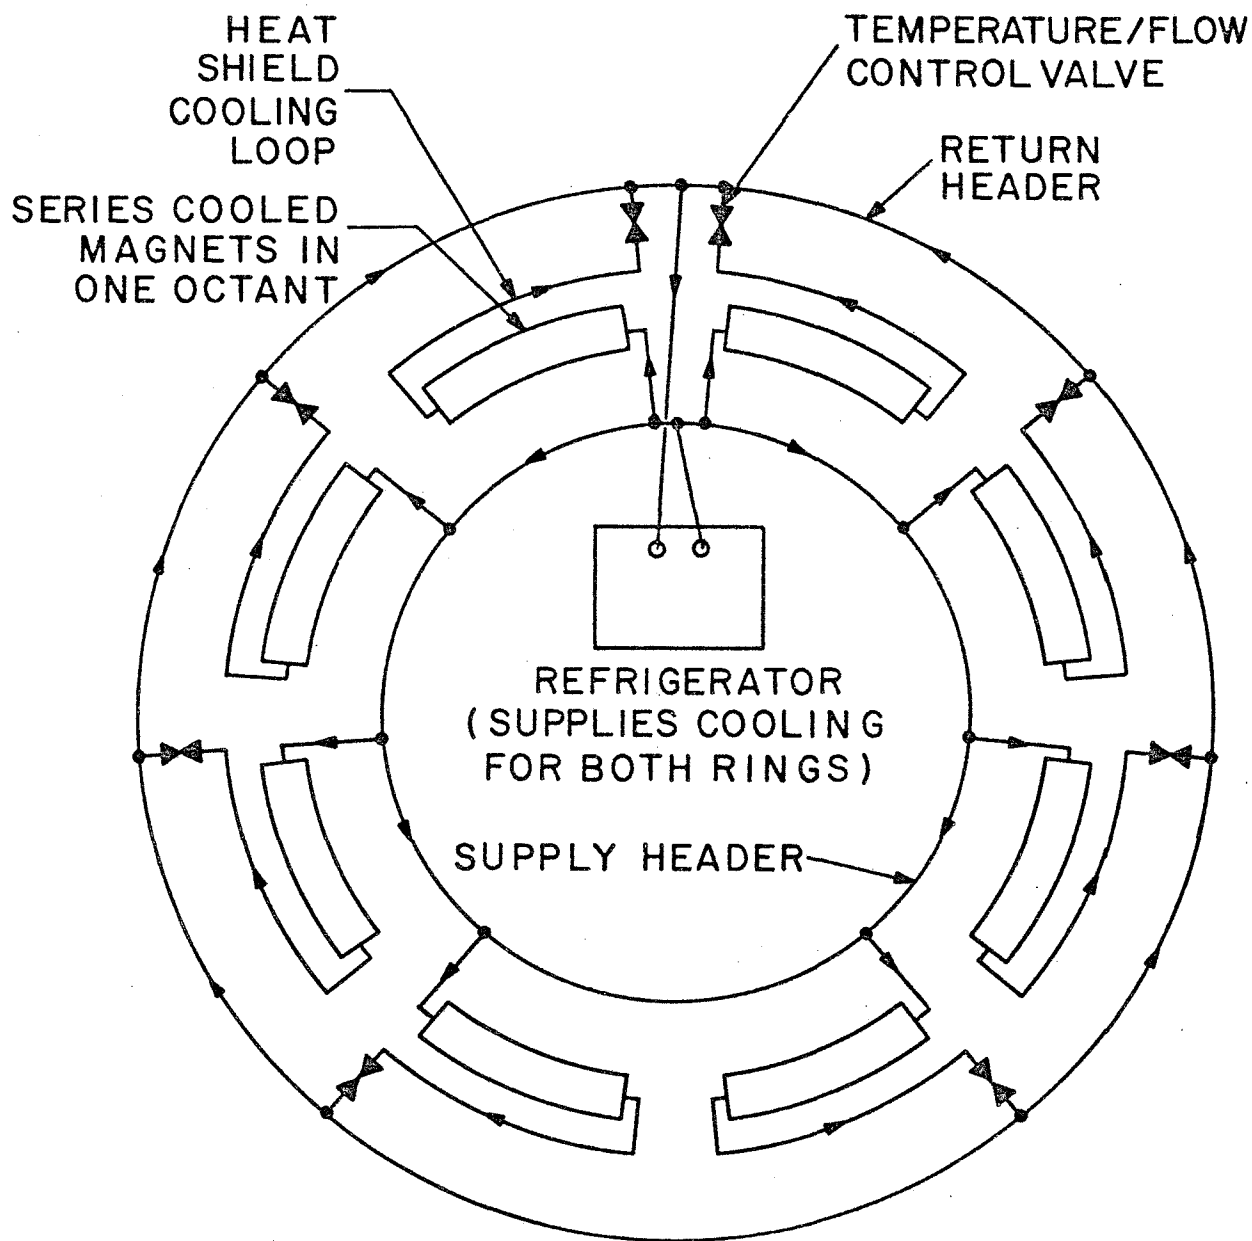 HEAT
SHIELD
COOLING
LOOP
TEMPERATURE/FLOW
CONTROL VALVE
RETURN
HEADER
SERIES COOLED
MAGNETS IN
ONE OCTANT
REFRIGERATOR
(SUPPLIES COOLING
FOR BOTH RINGS)
SUPPLY HEADER